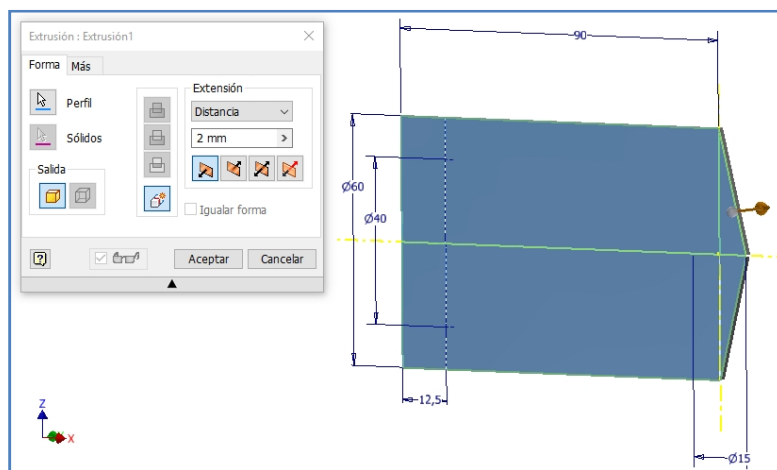 Extrusión : Extrusión1
Forma
Más
Perfil
Sólidos
Salida
Extensión
Distancia
2 mm
Igualar forma
Aceptar
Cancelar
90
Ø60
Ø40
12,5
Ø15
Z
X